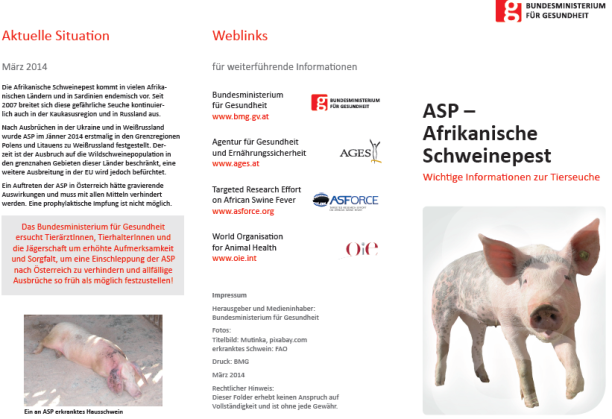 Aktuelle Situation
März 2014
Die Afrikanische Schweinepest kommt in vielen Afrika-
nischen Ländern und in Sardinien endemisch vor. Seit
2007 breitet sich diese gefährliche Seuche kontinuier-
lich auch in der Kaukasusregion und in Russland aus.
Nach Ausbrüchen in der Ukraine und in Weißrussland
wurde ASP im Jänner 2014 erstmalig in den Grenzregionen
Polens und Litauens zu Weißrussland festgestellt. Der-
zeit ist der Ausbruch auf die Wildschweinepopulation in
den grenznahen Gebieten dieser Länder beschränkt, eine
weitere Ausbreitung in der EU wird jedoch befürchtet.
Ein Auftreten der ASP in Österreich hätte gravierende
Auswirkungen und muss mit allen Mitteln verhindert
werden. Eine prophylaktische Impfung ist nicht möglich.
Das Bundesministerium für Gesundheit
ersucht TierärztInnen, TierhalterInnen und
die Jägerschaft um erhöhte Aufmerksamkeit
und Sorgfalt, um eine Einschleppung der ASP
nach Österreich zu verhindern und allfällige
Ausbrüche so früh als möglich festzustellen!
Ein an ASP erkranktes Hausschwein
Weblinks
für weiterführende Informationen
Bundesministerium
für Gesundheit
www.bmg.gv.at
BUNDESMINISTERIUM
FÜR GESUNDHEIT
Agentur für Gesundheit
und Ernährungssicherheit
www.ages.at
AGES
Targeted Research Effort
on African Swine Fever
www.asforce.org
ASFORCE
World Organisation
for Animal Health
www.oie.int
Oie
Impressum
Herausgeber und Medieninhaber:
Bundesministerium für Gesundheit
Fotos:
Titelbild: Mutinka, pixabay.com
erkranktes Schwein: FAO
Druck: BMG
März 2014
Rechtlicher Hinweis:
Dieser Folder erhebt keinen Anspruch auf
Vollständigkeit und ist ohne jede Gewähr.
BUNDESMINISTERIUM
FÜR GESUNDHEIT
ASP –
Afrikanische
Schweinepest
Wichtige Informationen zur Tierseuche